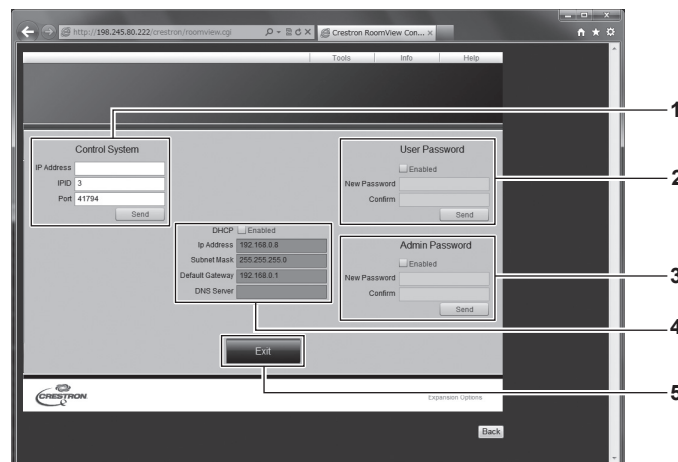 http://198.245.80.222/crestron/roomview.cgi
Crestron RoomView Con...
Tools Info Help
1
Control System
IP Address
IPID 3
Port 41794
Send
User Password
Enabled
New Password
Confirm
Send
2
DHCP Enabled
Ip Address 192.168.0.8
Subnet Mask 255.255.255.0
Default Gateway 192.168.0.1
DNS Server
Admin Password
Enabled
New Password
Confirm
Send
3
4
Exit
5
CRESTRON
Expansion Options
Back